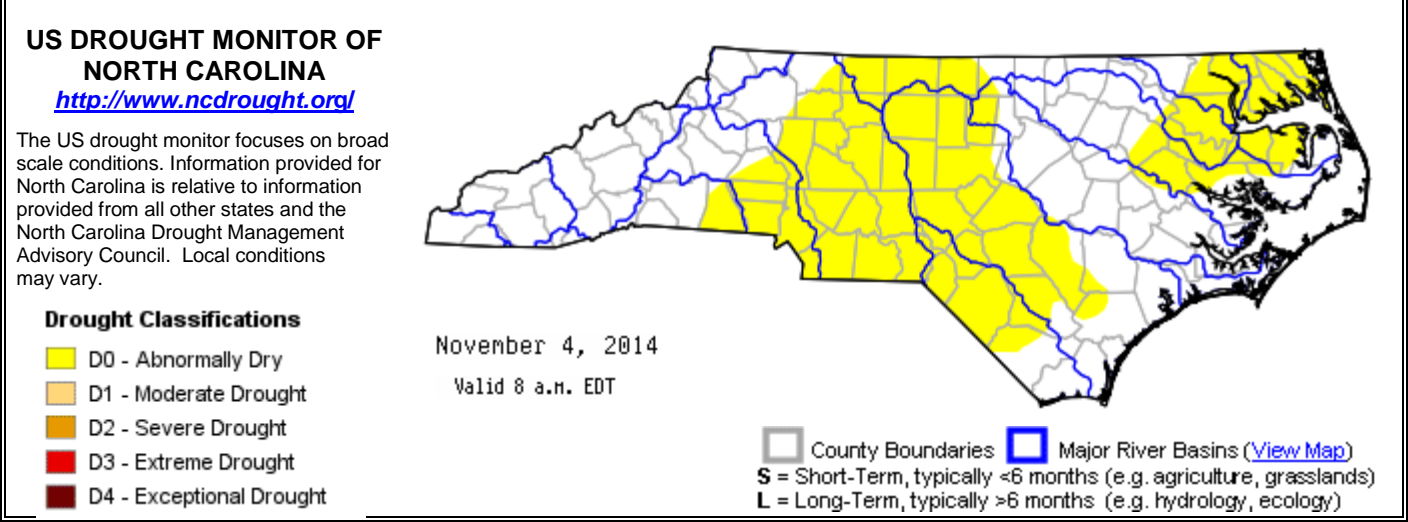 US DROUGHT MONITOR OF
NORTH CAROLINA
http://www.ncdrought.org/
The US drought monitor focuses on broad
scale conditions. Information provided for
North Carolina is relative to information
provided from all other states and the
North Carolina Drought Management
Advisory Council.  Local conditions
may vary.
Drought Classifications
D0 - Abnormally Dry
D1 - Moderate Drought
D2 - Severe Drought
D3 - Extreme Drought
D4 - Exceptional Drought
November 4, 2014
Valid 8 a.m. EDT
County Boundaries
Major River Basins (View Map)
S = Short-Term, typically <6 months (e.g. agriculture, grasslands)
L = Long-Term, typically >6 months (e.g. hydrology, ecology)